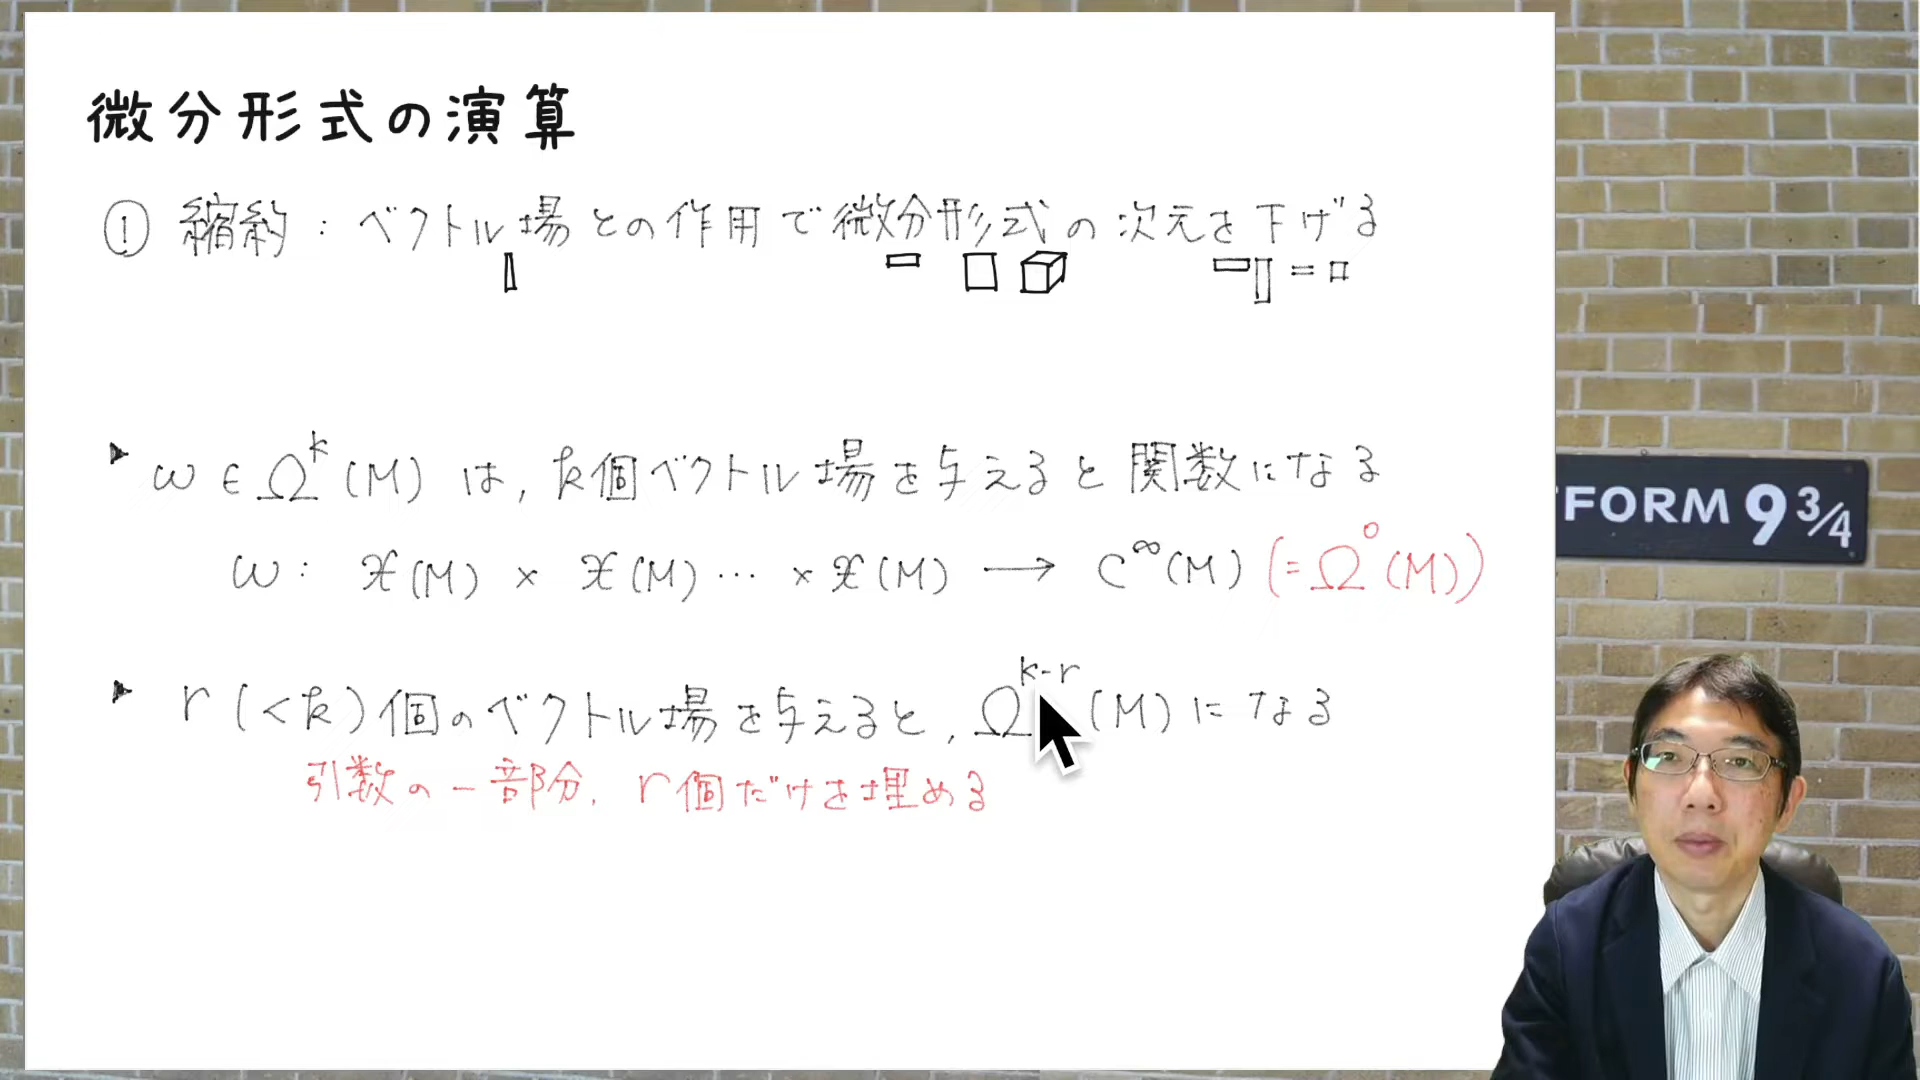 微分形式の演算
① 縮約：ベクトル場との作用で微分形式の次元を下げる
=
▶ ω ∈ Ω^k (M) は, k個ベクトル場を与えると関数になる
ω : 𝔛(M) × 𝔛(M) … × 𝔛(M) → C^∞(M) (= Ω^0 (M))
▶ r (<k) 個のベクトル場を与えると, Ω^{k-r} (M) になる
引数の一部分, r個だけを埋める
FORM 9 3/4